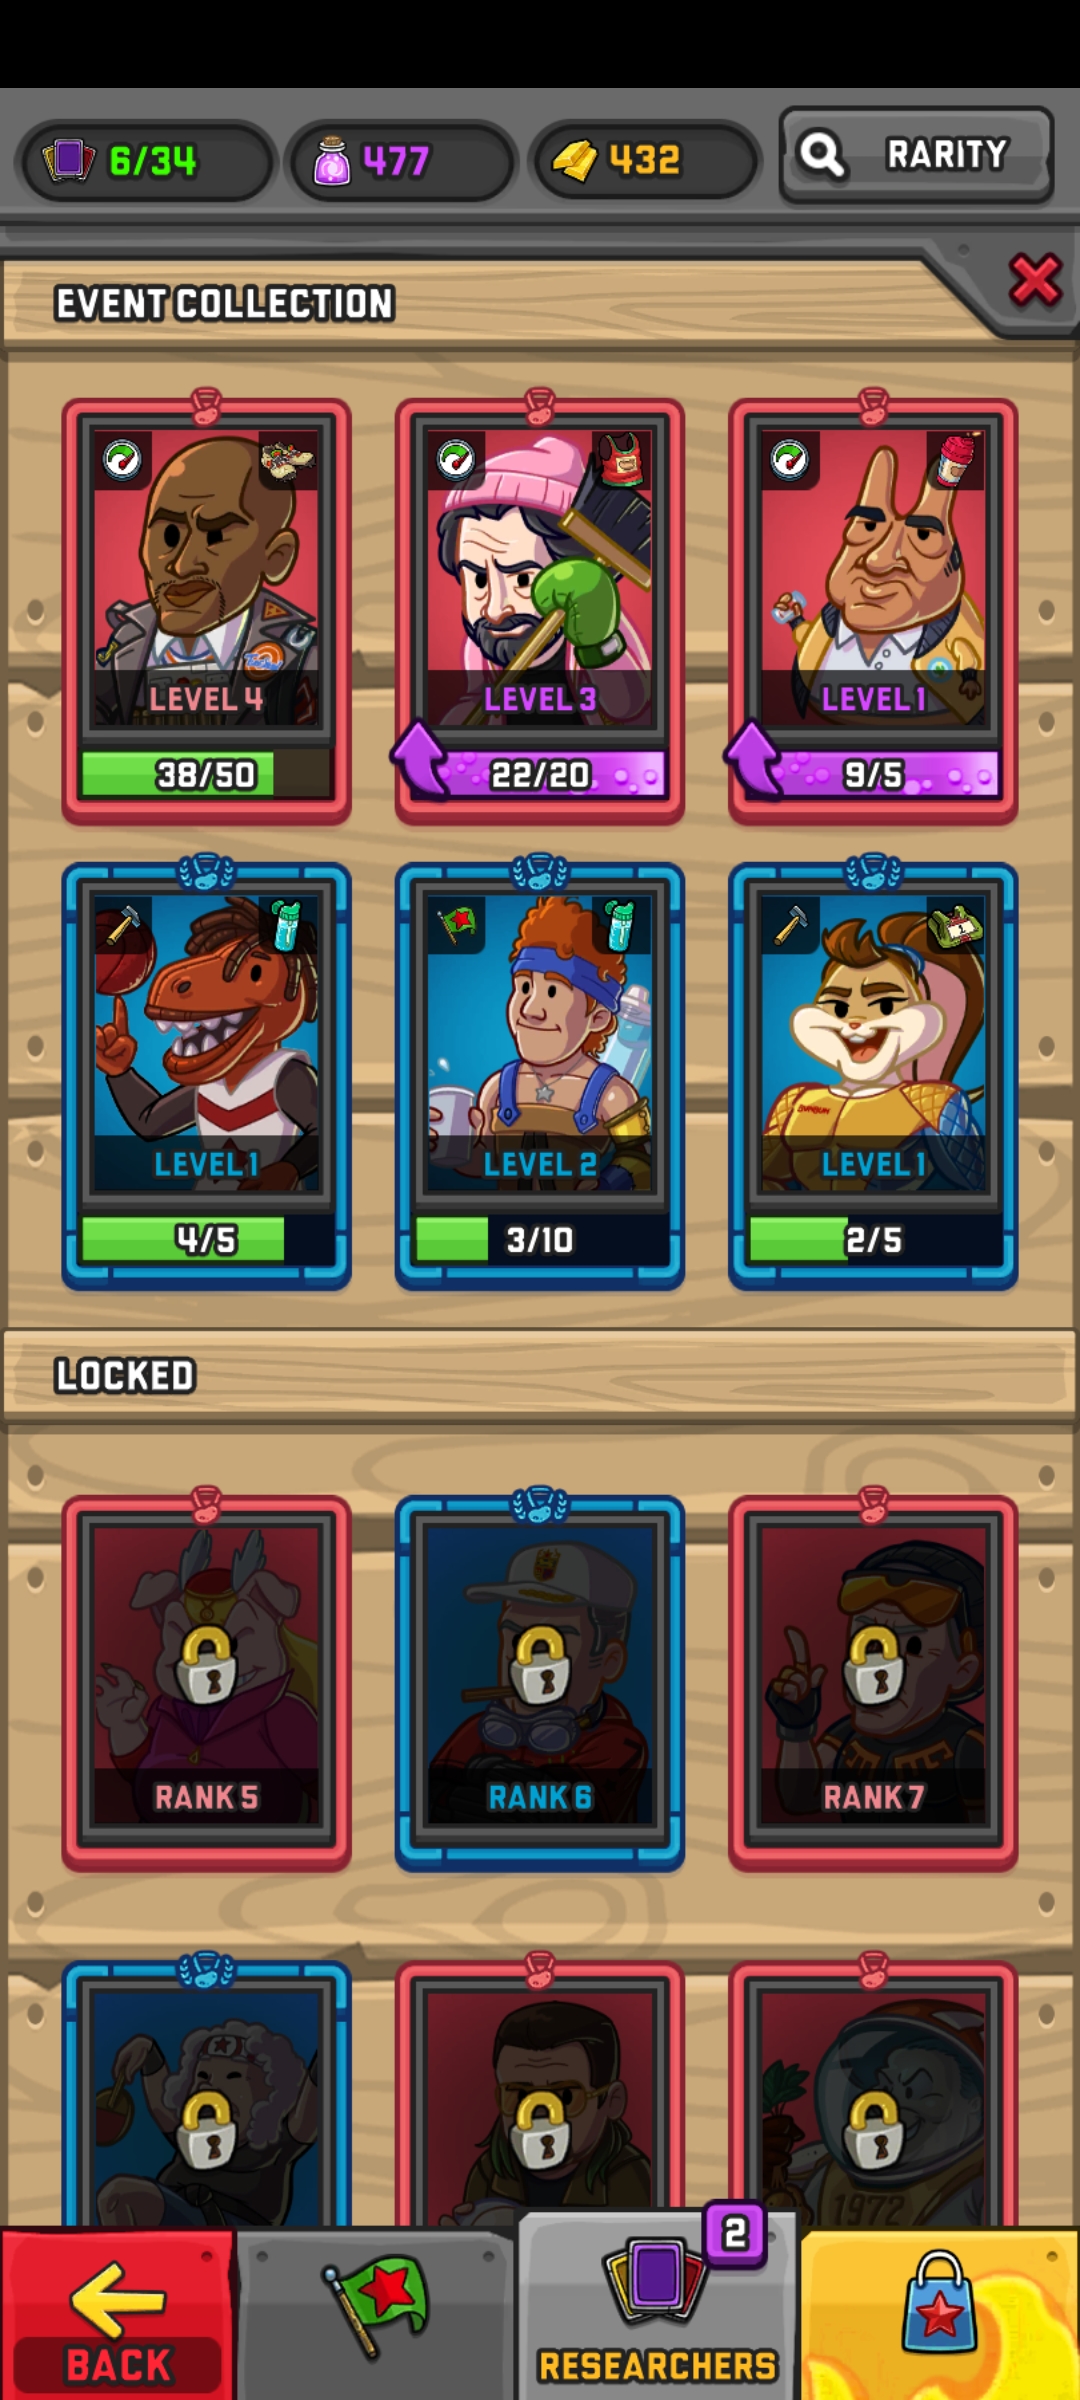 6/34
477
432
RARITY
EVENT COLLECTION
LEVEL 4
LEVEL 3
LEVEL 1
38/50
22/20
9/5
BUNBUN
LEVEL 1
LEVEL 2
LEVEL 1
4/5
3/10
2/5
LOCKED
RANK 5
RANK 6
RANK 7
1972
2
BACK
RESEARCHERS